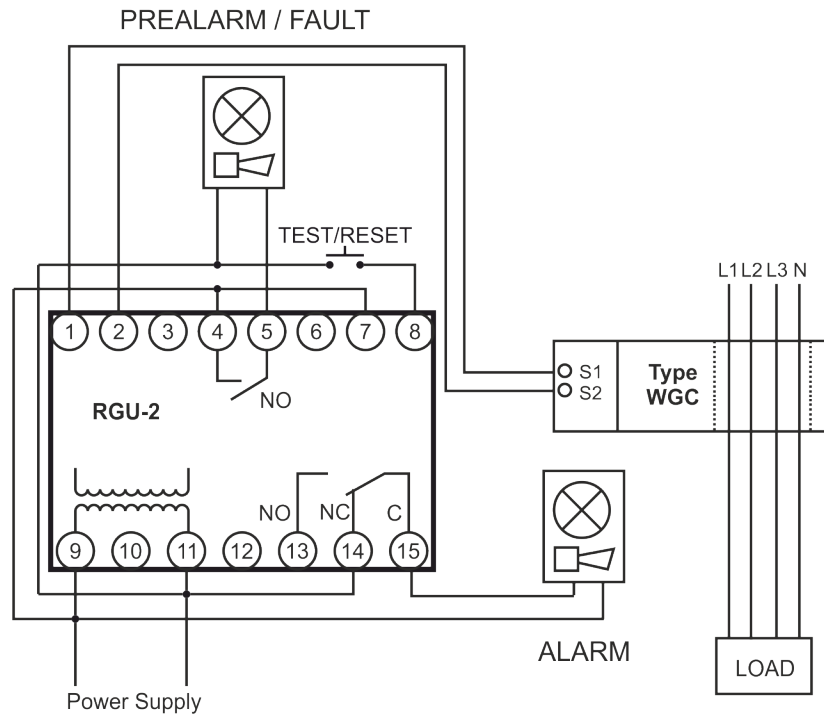 PREALARM / FAULT
TEST/RESET
L1 L2 L3 N
1 2 3 4 5 6 7 8
S1
S2
Type
WGC
NO
RGU-2
NO NC C
9 10 11 12 13 14 15
ALARM
LOAD
Power Supply